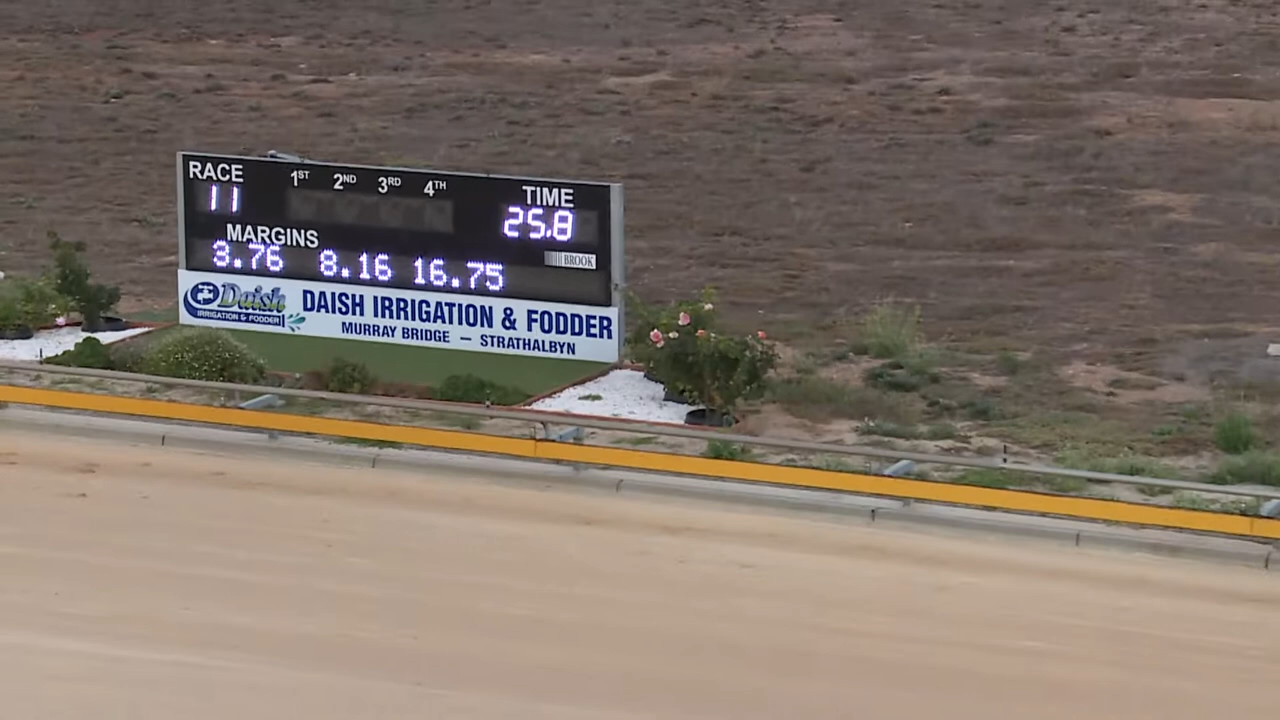 RACE 1ST 2ND 3RD 4TH TIME
11 25.8
MARGINS
3.76 8.16 16.75
BROOK
Daish
IRRIGATION & FODDER
DAISH IRRIGATION & FODDER
MURRAY BRIDGE — STRATHALBYN